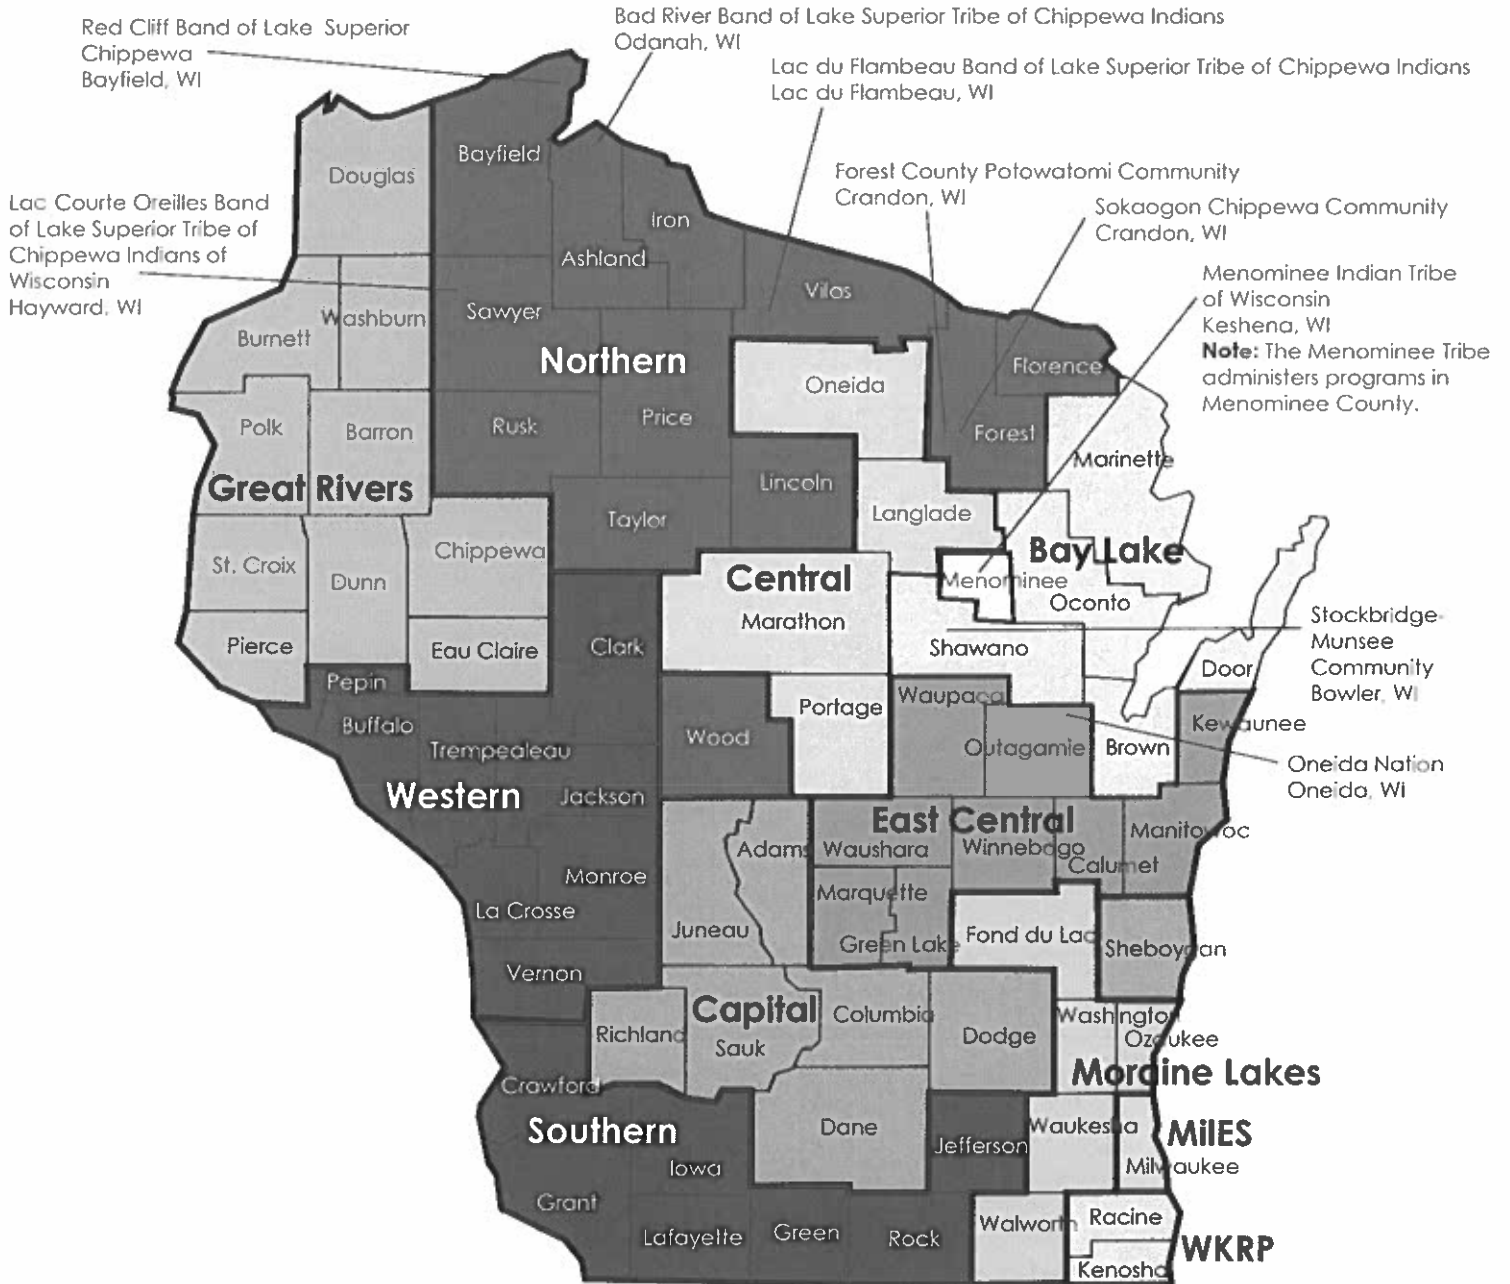 Red Cliff Band of Lake Superior
Chippewa
Bayfield, WI
Bad River Band of Lake Superior Tribe of Chippewa Indians
Odanah, WI
Lac du Flambeau Band of Lake Superior Tribe of Chippewa Indians
Lac du Flambeau, WI
Forest County Potowatomi Community
Crandon, WI
Sokaogon Chippewa Community
Crandon, WI
Lac Courte Oreilles Band
of Lake Superior Tribe of
Chippewa Indians of
Wisconsin
Hayward, WI
Menominee Indian Tribe
of Wisconsin
Keshena, WI
Note: The Menominee Tribe
administers programs in
Menominee County.
Douglas
Bayfield
Iron
Ashland
Vilas
Burnett
Washburn
Sawyer
Northern
Florence
Oneida
Polk
Barron
Rusk
Price
Forest
Marinette
Great Rivers
Lincoln
Taylor
Langlade
Chippewa
Bay Lake
St. Croix
Dunn
Central
Menominee
Oconto
Marathon
Pierce
Eau Claire
Clark
Shawano
Stockbridge-
Munsee
Community
Bowler, WI
Door
Pepin
Waupaca
Portage
Buffalo
Kewaunee
Wood
Trempealeau
Outagamie
Brown
Oneida Nation
Oneida, WI
Western
Jackson
East Central
Manitowoc
Adams
Waushara
Winnebago
Calumet
Monroe
Marquette
La Crosse
Juneau
Green Lake
Fond du Lac
Sheboygan
Vernon
Capital
Columbia
Washington
Richland
Sauk
Dodge
Ozaukee
Moraine Lakes
Crawford
Southern
Dane
Jefferson
Waukesha
MilES
Milwaukee
Iowa
Grant
Lafayette
Green
Rock
Walworth
Racine
WKRP
Kenosha